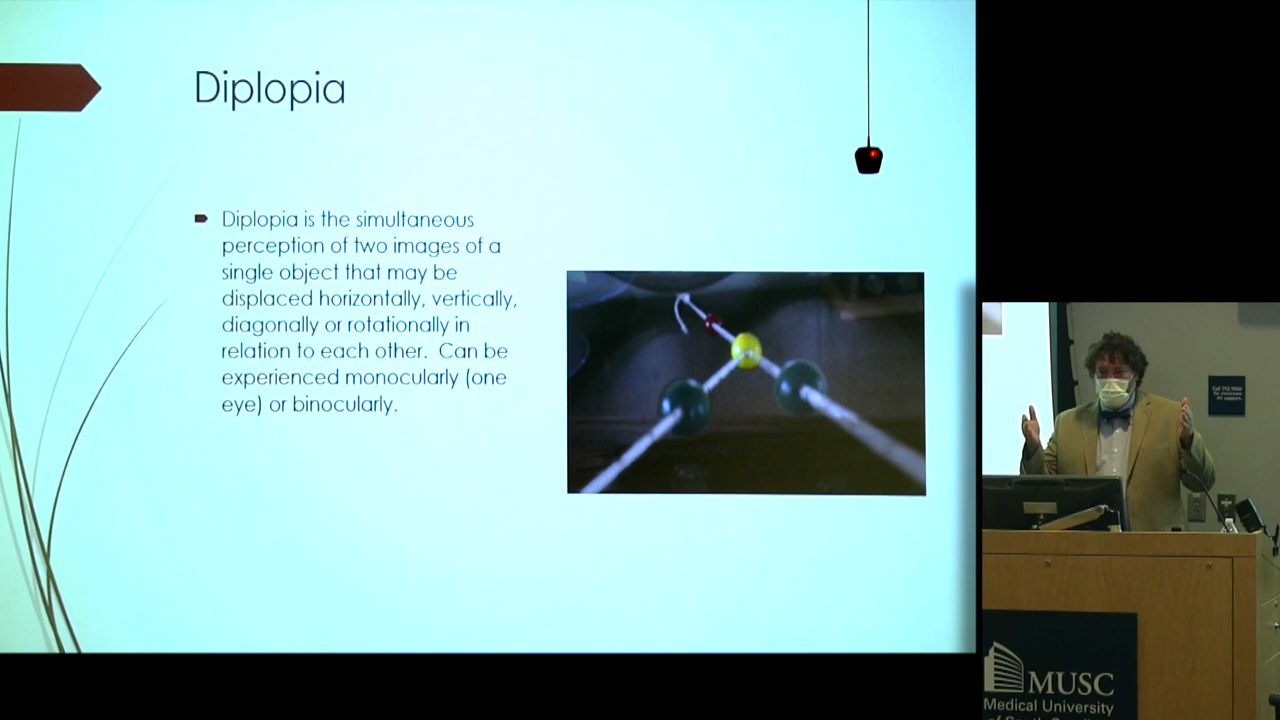 Diplopia
Diplopia is the simultaneous
perception of two images of a
single object that may be
displaced horizontally, vertically,
diagonally or rotationally in
relation to each other. Can be
experienced monocularly (one
eye) or binocularly.
MUSC
Medical University